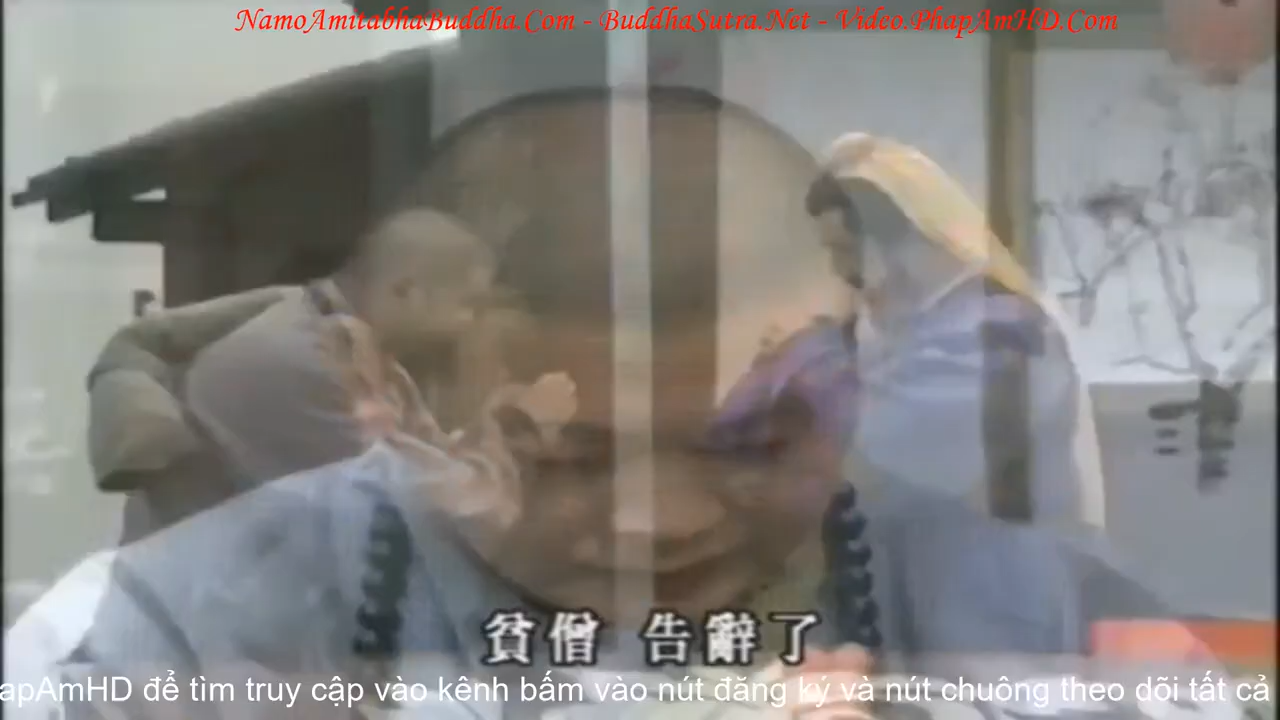 NamoAmitabhaBuddha.Com - BuddhaSutra.Net - Video.PhapAmHD.Com
貧僧 告辭了
apAmHD để tìm truy cập vào kênh bấm vào nút đăng ký và nút chuông theo dõi tất cả